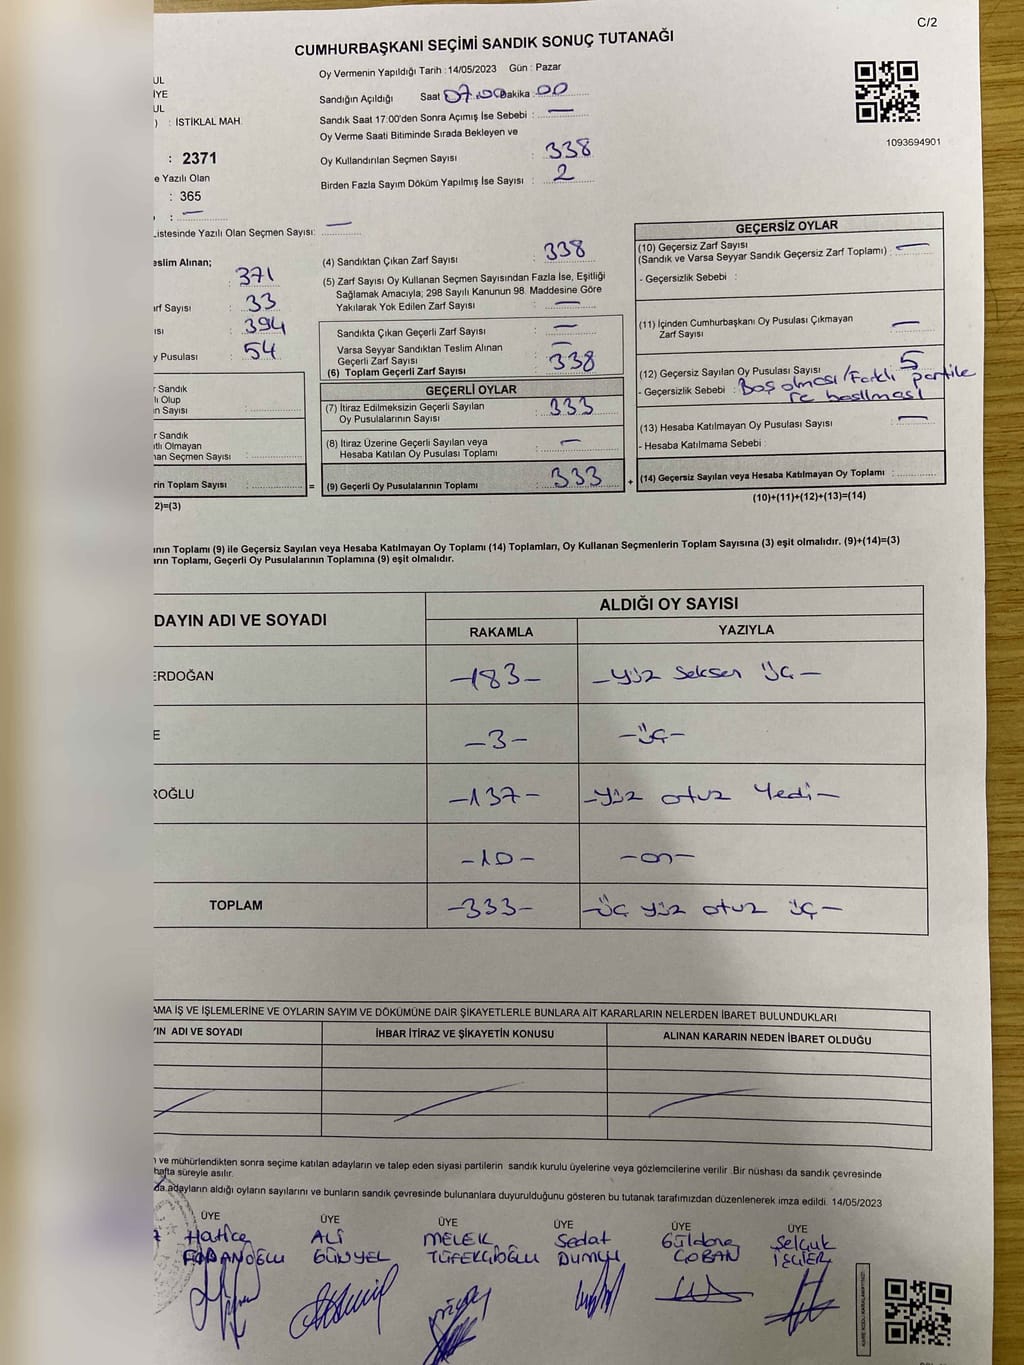 C/2
CUMHURBAŞKANI SEÇİMİ SANDIK SONUÇ TUTANAĞI
Oy Vermenin Yapıldığı Tarih : 14/05/2023 Gün : Pazar
UL
Sandığın Açıldığı Saat 07.00 Dakika : 00
İYE
Sandık Saat 17:00'den Sonra Açımış İse Sebebi : —
UL
) : İSTİKLAL MAH.
Oy Verme Saati Bitiminde Sırada Bekleyen ve
Oy Kullandırılan Seçmen Sayısı : 338
1093694901
: 2371
e Yazılı Olan
Birden Fazla Sayım Döküm Yapılmış İse Sayısı : 2
: 365
: —
Listesinde Yazılı Olan Seçmen Sayısı: —
eslim Alınan;
: 371
arf Sayısı : 33
ısı : 394
y Pusulası : 54
r Sandık
lı Olup
n Sayısı :
r Sandık
tlı Olmayan
nan Seçmen Sayısı :
rin Toplam Sayısı : =
2)=(3)
(4) Sandıktan Çıkan Zarf Sayısı : 338
(5) Zarf Sayısı Oy Kullanan Seçmen Sayısından Fazla İse, Eşitliği
Sağlamak Amacıyla; 298 Sayılı Kanunun 98. Maddesine Göre
Yakılarak Yok Edilen Zarf Sayısı : —
Sandıkta Çıkan Geçerli Zarf Sayısı : —
Varsa Seyyar Sandıktan Teslim Alınan
Geçerli Zarf Sayısı : —
(6) Toplam Geçerli Zarf Sayısı : 338
GEÇERLİ OYLAR
(7) İtiraz Edilmeksizin Geçerli Sayılan
Oy Pusulalarının Sayısı : 333
(8) İtiraz Üzerine Geçerli Sayılan veya
Hesaba Katılan Oy Pusulası Toplamı : —
(9) Geçerli Oy Pusulalarının Toplamı : 333 +
GEÇERSİZ OYLAR
(10) Geçersiz Zarf Sayısı
(Sandık ve Varsa Seyyar Sandık Geçersiz Zarf Toplamı) : —
- Geçersizlik Sebebi :
(11) İçinden Cumhurbaşkanı Oy Pusulası Çıkmayan
Zarf Sayısı : —
(12) Geçersiz Sayılan Oy Pusulası Sayısı : 5
- Geçersizlik Sebebi : Boş olması/Farklı partile
re basılması
(13) Hesaba Katılmayan Oy Pusulası Sayısı : —
- Hesaba Katılmama Sebebi :
(14) Geçersiz Sayılan veya Hesaba Katılmayan Oy Toplamı :
(10)+(11)+(12)+(13)=(14)
ının Toplamı (9) ile Geçersiz Sayılan veya Hesaba Katılmayan Oy Toplamı (14) Toplamları, Oy Kullanan Seçmenlerin Toplam Sayısına (3) eşit olmalıdır. (9)+(14)=(3)
arın Toplamı, Geçerli Oy Pusulalarının Toplamına (9) eşit olmalıdır.
DAYIN ADI VE SOYADI
ALDIĞI OY SAYISI
RAKAMLA YAZIYLA
ERDOĞAN -183- -yüz seksen üç-
E -3- -üç-
ROĞLU -137- -yüz otuz yedi-
-10- -on-
TOPLAM -333- -üç yüz otuz üç-
AMA İŞ VE İŞLEMLERİNE VE OYLARIN SAYIM VE DÖKÜMÜNE DAİR ŞİKAYETLERLE BUNLARA AİT KARARLARIN NELERDEN İBARET BULUNDUKLARI
IN ADI VE SOYADI İHBAR İTİRAZ VE ŞİKAYETİN KONUSU ALINAN KARARIN NEDEN İBARET OLDUĞU
ı ve mühürlendikten sonra seçime katılan adayların ve talep eden siyasi partilerin sandık kurulu üyelerine veya gözlemcilerine verilir. Bir nüshası da sandık çevresinde
hafta süreyle asılır.
da adayların aldığı oyların sayılarını ve bunların sandık çevresinde bulunanlara duyurulduğunu gösteren bu tutanak tarafımızdan düzenlenerek imza edildi. 14/05/2023
ÜYE ÜYE ÜYE ÜYE ÜYE ÜYE
Hatice ALİ MELEK Sedat Güldane Selçuk
GÜNYEL TÜFEKÇİOĞLU DUMLU ÇOBAN İŞLİER